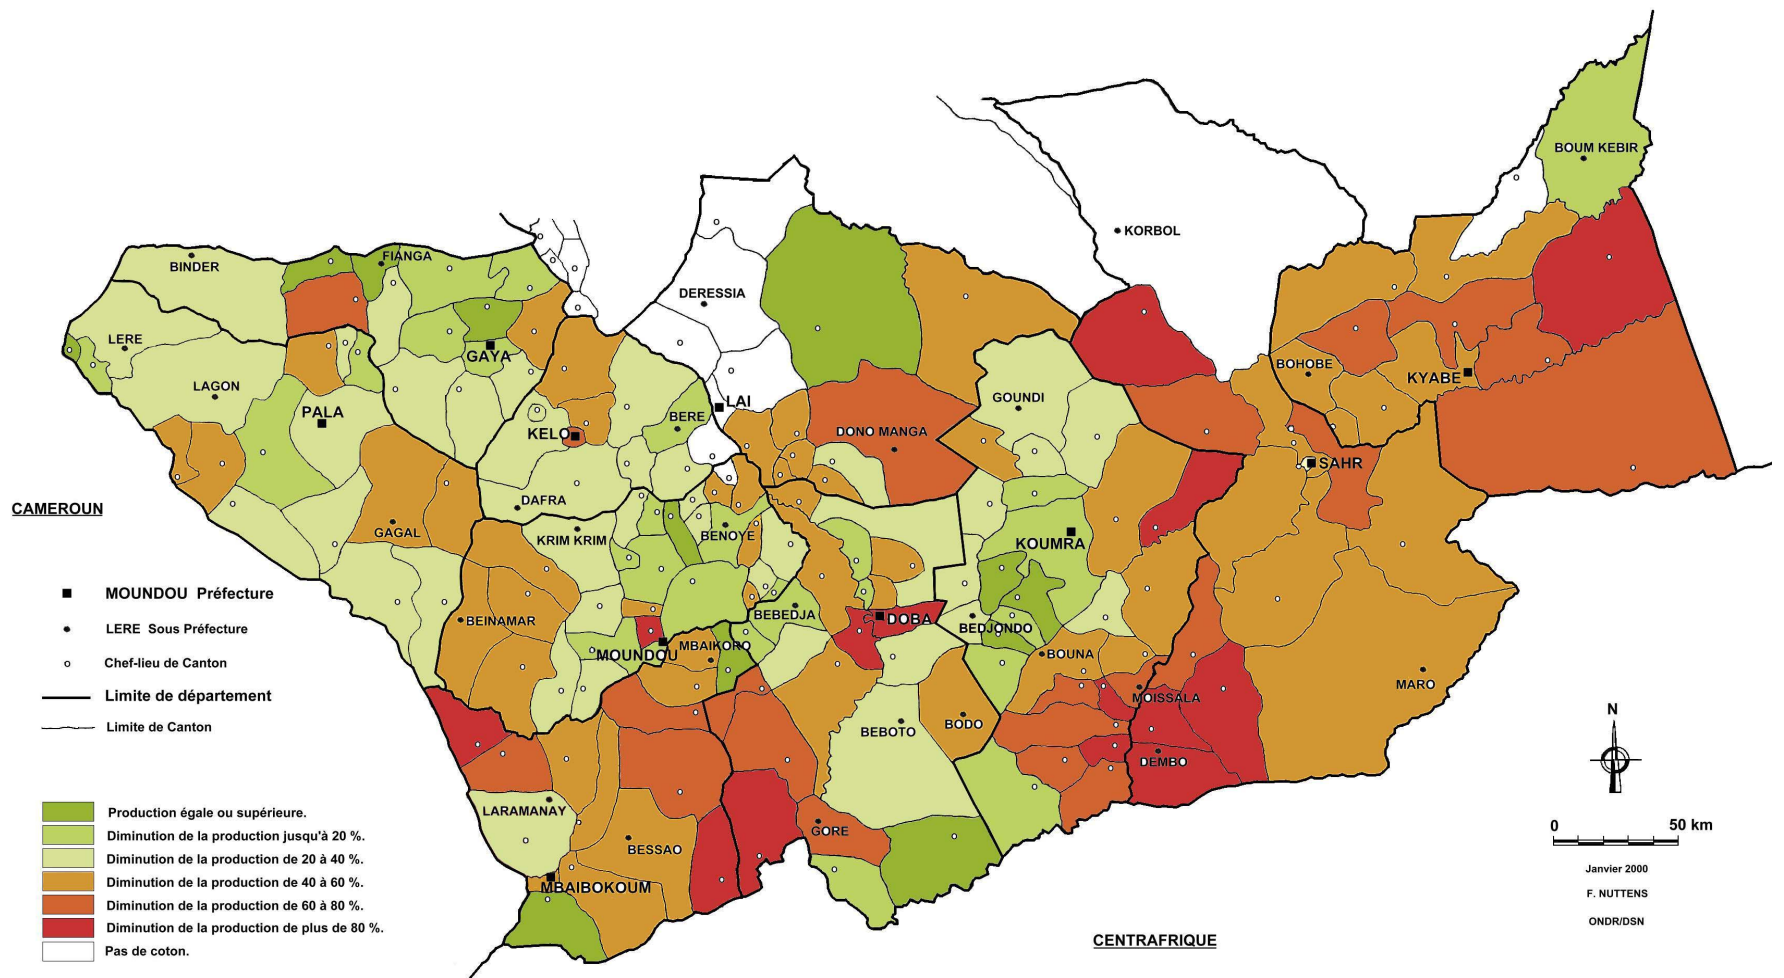 BOUM KEBIR
KORBOL
FIANGA
BINDER
DERESSIA
LERE
GAYA
BOHOBE
KYABE
LAGON
PALA
LAI
GOUNDI
BERE
KELO
DONO MANGA
SAHR
DAFRA
CAMEROUN
GAGAL
KRIM KRIM
BENOYE
KOUMRA
MOUNDOU Préfecture
BEINAMAR
BEBEDJA
DOBA
BEDJONDO
LERE Sous Préfecture
MOUNDOU
MBAIKORO
BOUNA
Chef-lieu de Canton
MARO
Limite de département
MOISSALA
N
Limite de Canton
BEBOTO
BODO
DEMBO
LARAMANAY
GORE
BESSAO
MBAIBOKOUM
Production égale ou supérieure.
Diminution de la production jusqu'à 20 %.
Diminution de la production de 20 à 40 %.
Diminution de la production de 40 à 60 %.
Diminution de la production de 60 à 80 %.
Diminution de la production de plus de 80 %.
Pas de coton.
0 50 km
Janvier 2000
F. NUTTENS
ONDR/DSN
CENTRAFRIQUE